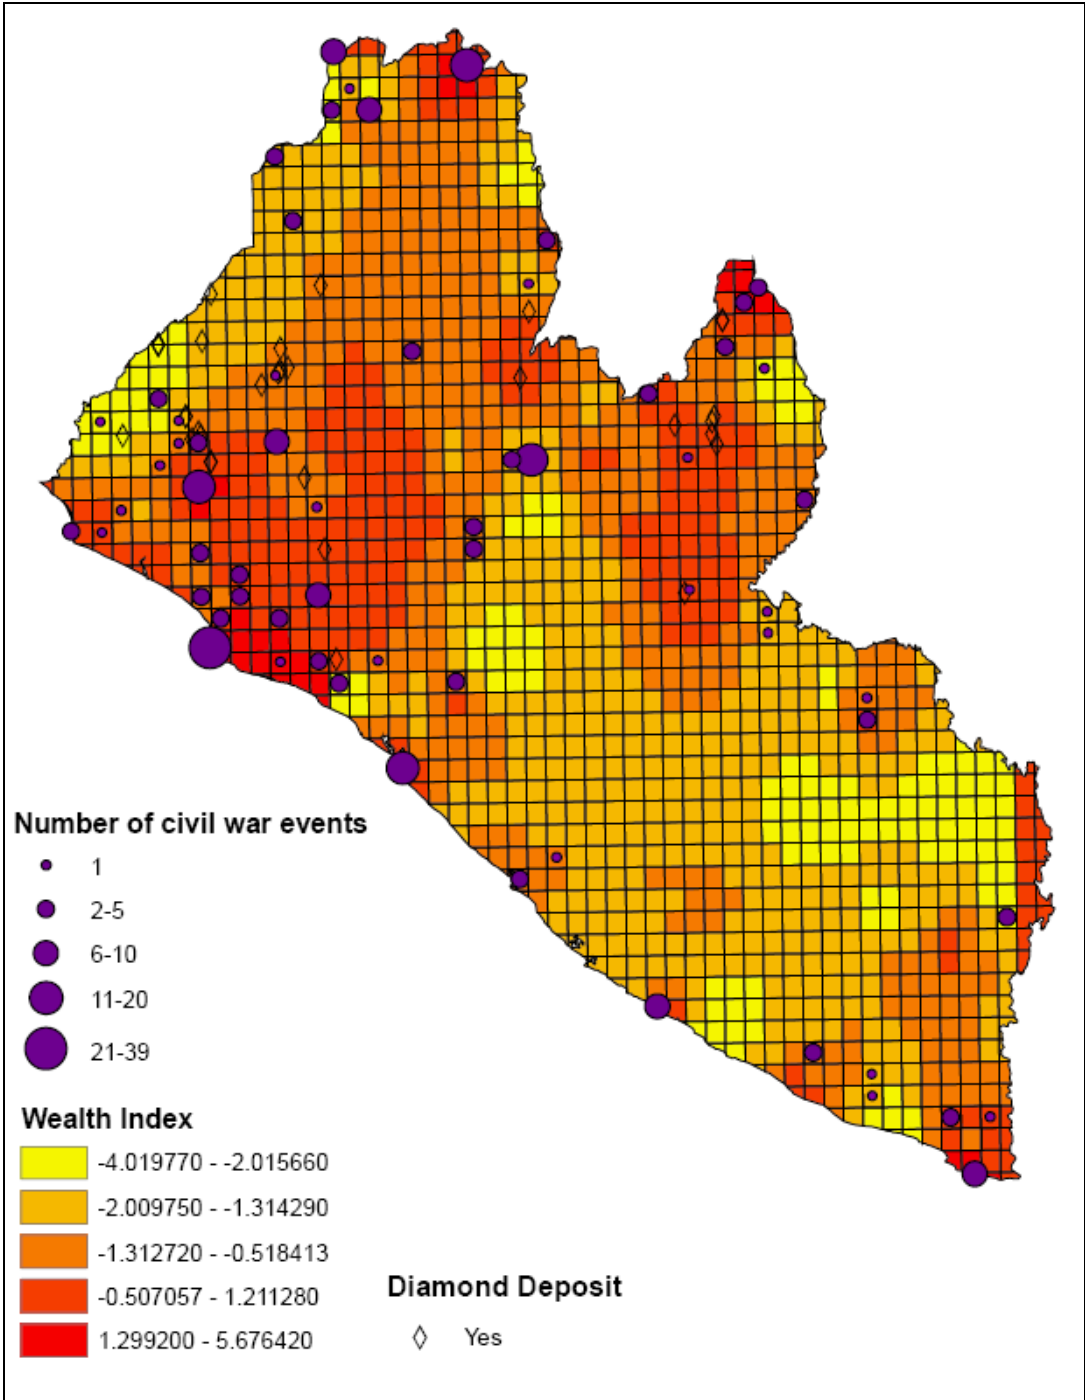 Number of civil war events
1
2-5
6-10
11-20
21-39
Wealth Index
-4.019770 - -2.015660
-2.009750 - -1.314290
-1.312720 - -0.518413
-0.507057 - 1.211280
1.299200 - 5.676420
Diamond Deposit
Yes